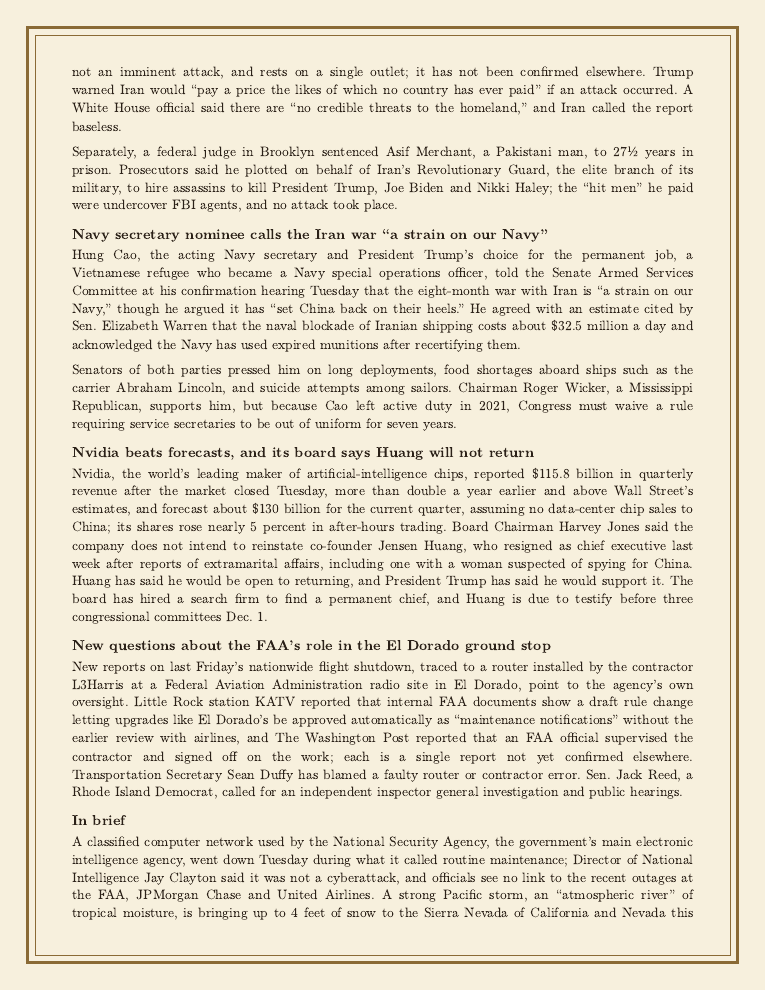 not an imminent attack, and rests on a single outlet; it has not been confirmed elsewhere. Trump
warned Iran would “pay a price the likes of which no country has ever paid” if an attack occurred. A
White House official said there are “no credible threats to the homeland,” and Iran called the report
baseless.
Separately, a federal judge in Brooklyn sentenced Asif Merchant, a Pakistani man, to 27½ years in
prison. Prosecutors said he plotted on behalf of Iran’s Revolutionary Guard, the elite branch of its
military, to hire assassins to kill President Trump, Joe Biden and Nikki Haley; the “hit men” he paid
were undercover FBI agents, and no attack took place.
Navy secretary nominee calls the Iran war “a strain on our Navy”
Hung Cao, the acting Navy secretary and President Trump’s choice for the permanent job, a
Vietnamese refugee who became a Navy special operations officer, told the Senate Armed Services
Committee at his confirmation hearing Tuesday that the eight-month war with Iran is “a strain on our
Navy,” though he argued it has “set China back on their heels.” He agreed with an estimate cited by
Sen. Elizabeth Warren that the naval blockade of Iranian shipping costs about $32.5 million a day and
acknowledged the Navy has used expired munitions after recertifying them.
Senators of both parties pressed him on long deployments, food shortages aboard ships such as the
carrier Abraham Lincoln, and suicide attempts among sailors. Chairman Roger Wicker, a Mississippi
Republican, supports him, but because Cao left active duty in 2021, Congress must waive a rule
requiring service secretaries to be out of uniform for seven years.
Nvidia beats forecasts, and its board says Huang will not return
Nvidia, the world’s leading maker of artificial-intelligence chips, reported $115.8 billion in quarterly
revenue after the market closed Tuesday, more than double a year earlier and above Wall Street’s
estimates, and forecast about $130 billion for the current quarter, assuming no data-center chip sales to
China; its shares rose nearly 5 percent in after-hours trading. Board Chairman Harvey Jones said the
company does not intend to reinstate co-founder Jensen Huang, who resigned as chief executive last
week after reports of extramarital affairs, including one with a woman suspected of spying for China.
Huang has said he would be open to returning, and President Trump has said he would support it. The
board has hired a search firm to find a permanent chief, and Huang is due to testify before three
congressional committees Dec. 1.
New questions about the FAA’s role in the El Dorado ground stop
New reports on last Friday’s nationwide flight shutdown, traced to a router installed by the contractor
L3Harris at a Federal Aviation Administration radio site in El Dorado, point to the agency’s own
oversight. Little Rock station KATV reported that internal FAA documents show a draft rule change
letting upgrades like El Dorado’s be approved automatically as “maintenance notifications” without the
earlier review with airlines, and The Washington Post reported that an FAA official supervised the
contractor and signed off on the work; each is a single report not yet confirmed elsewhere.
Transportation Secretary Sean Duffy has blamed a faulty router or contractor error. Sen. Jack Reed, a
Rhode Island Democrat, called for an independent inspector general investigation and public hearings.
In brief
A classified computer network used by the National Security Agency, the government’s main electronic
intelligence agency, went down Tuesday during what it called routine maintenance; Director of National
Intelligence Jay Clayton said it was not a cyberattack, and officials see no link to the recent outages at
the FAA, JPMorgan Chase and United Airlines. A strong Pacific storm, an “atmospheric river” of
tropical moisture, is bringing up to 4 feet of snow to the Sierra Nevada of California and Nevada this